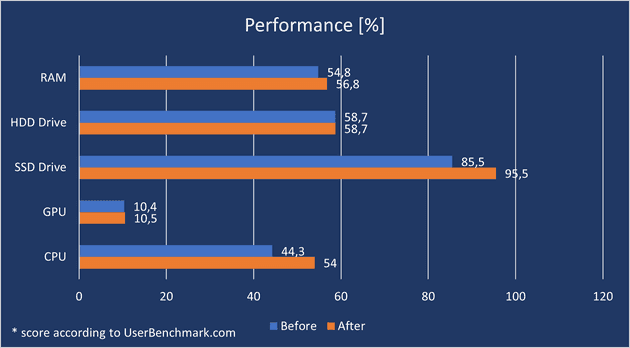 Performance [%]
RAM
54,8
56,8
HDD Drive
58,7
58,7
SSD Drive
85,5
95,5
GPU
10,4
10,5
CPU
44,3
54
0 20 40 60 80 100 120
Before After
* score according to UserBenchmark.com